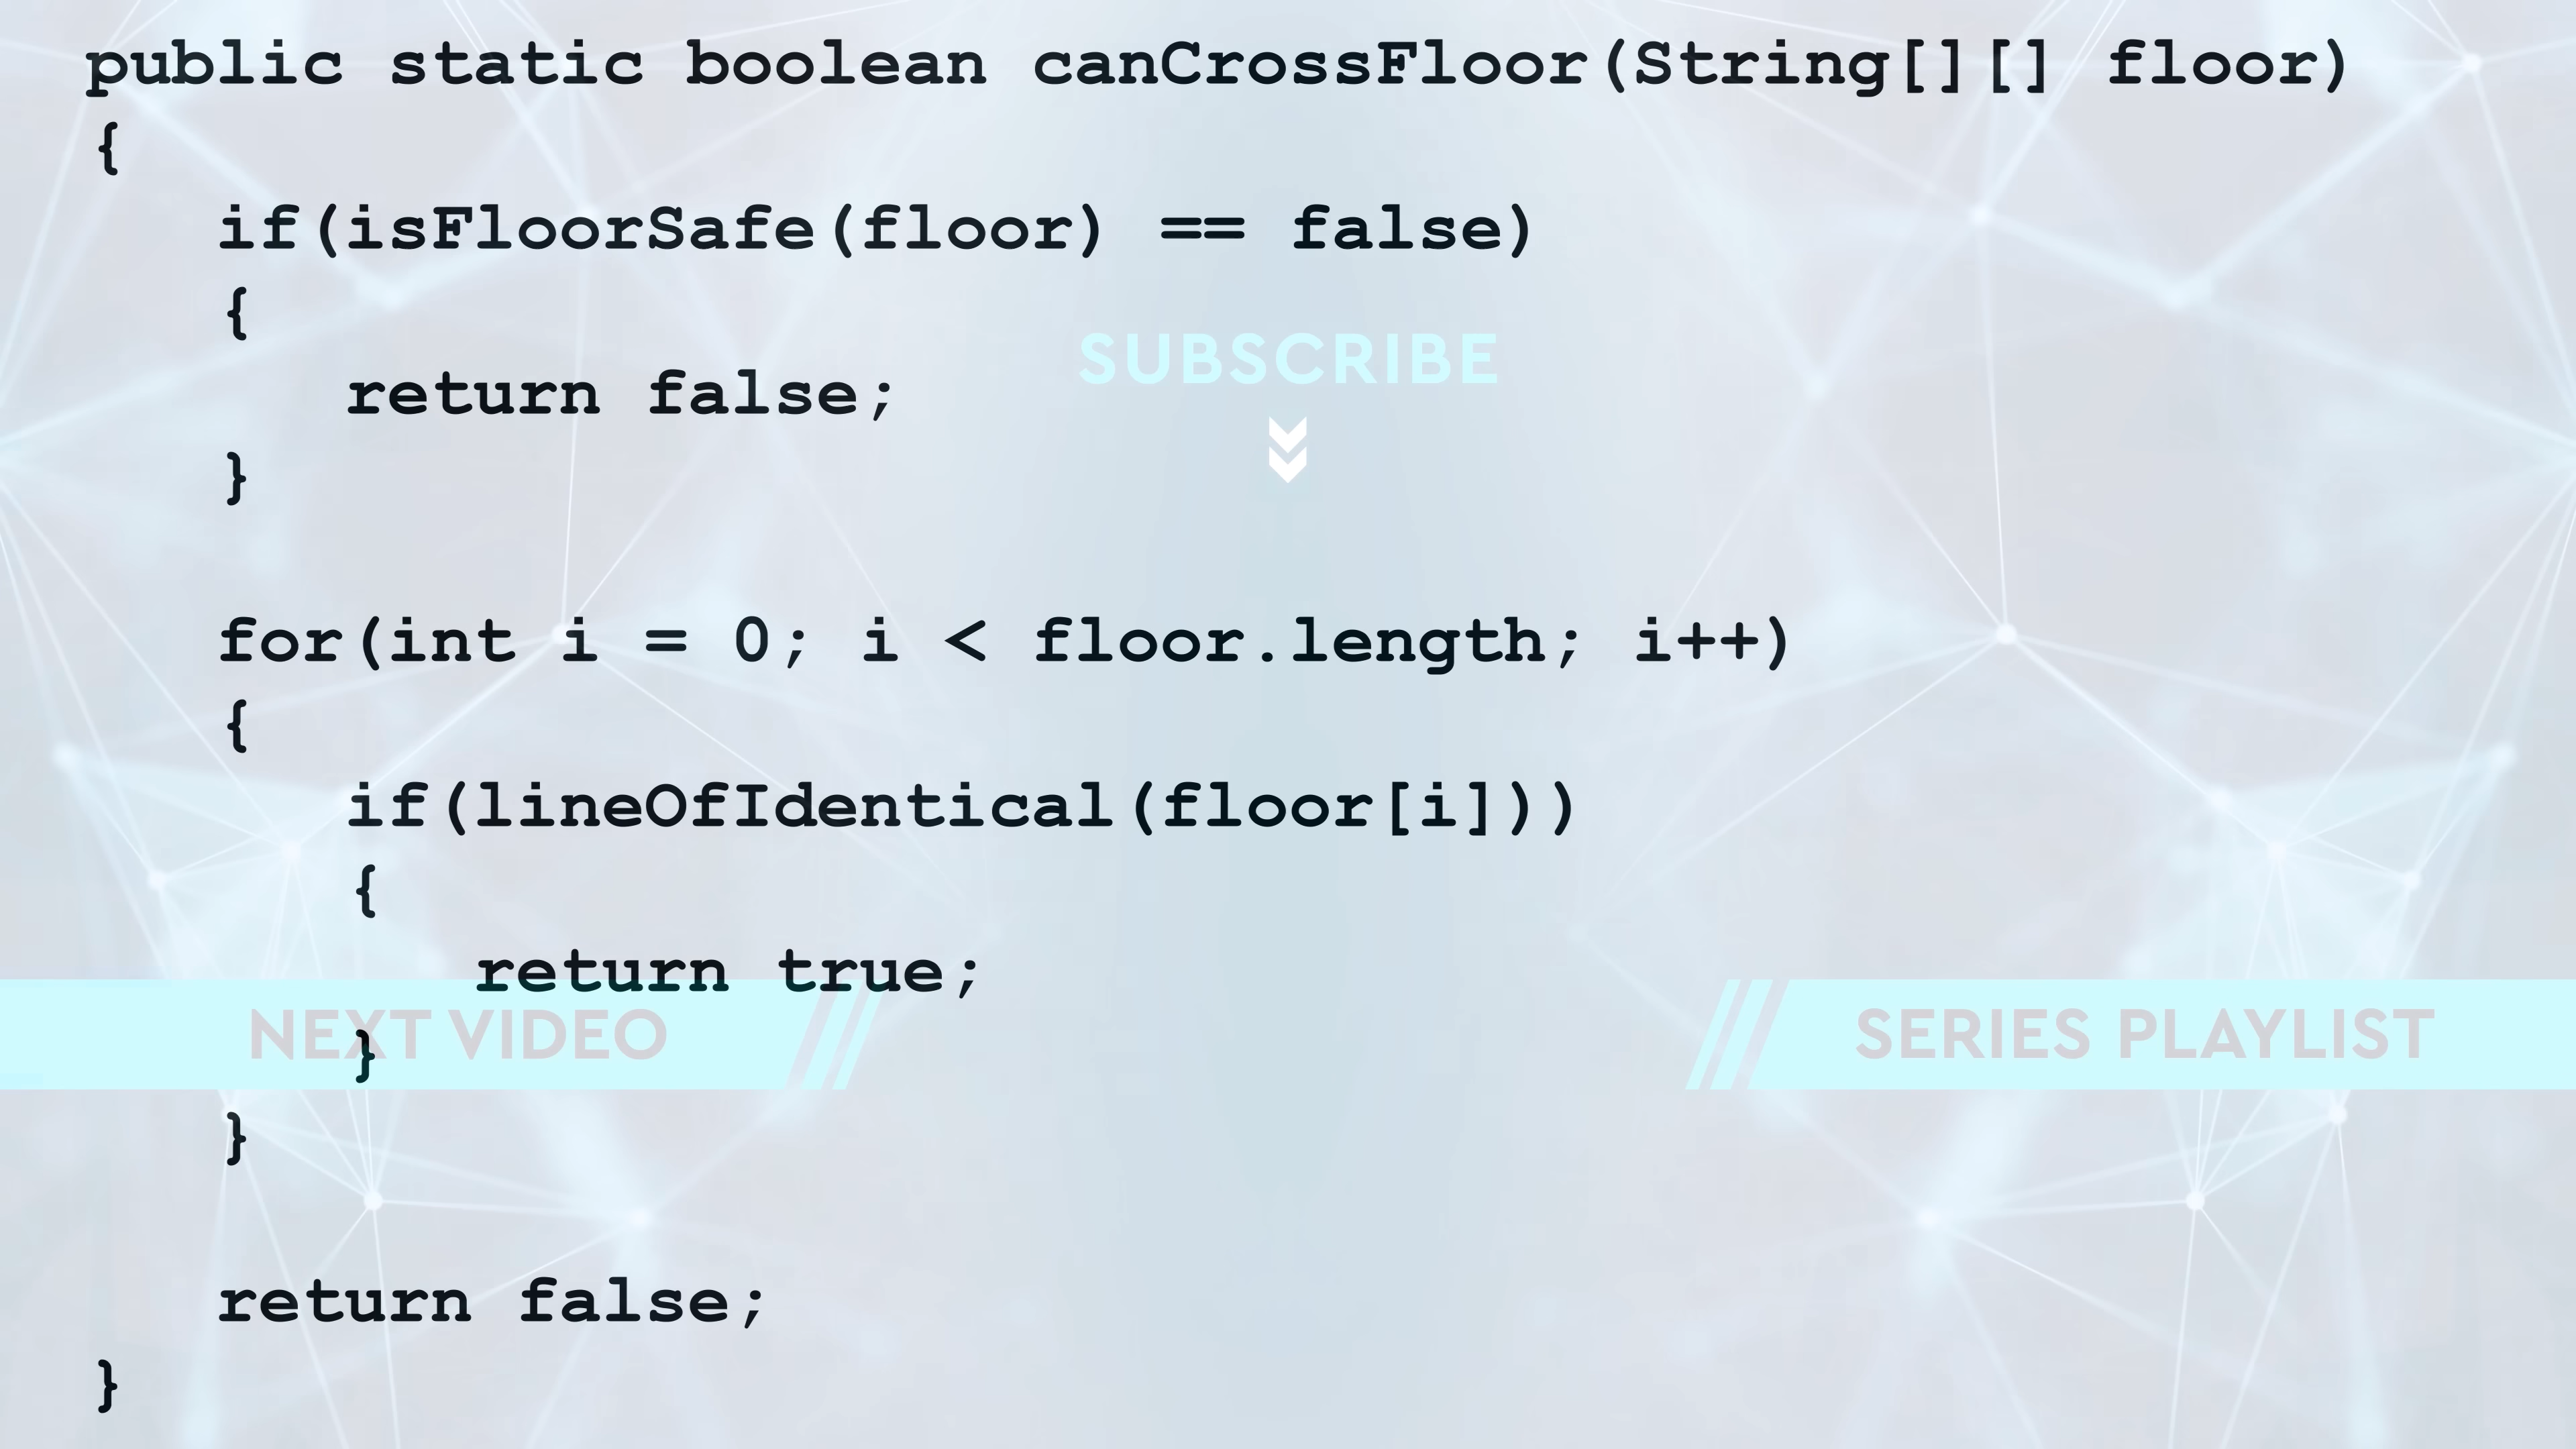 public static boolean canCrossFloor(String[][] floor)
{
if(isFloorSafe(floor) == false)
{
SUBSCRIBE
return false;
}
for(int i = 0; i < floor.length; i++)
{
if(lineOfIdentical(floor[i]))
{
return true;
NEXT VIDEO
SERIES PLAYLIST
}
}
return false;
}